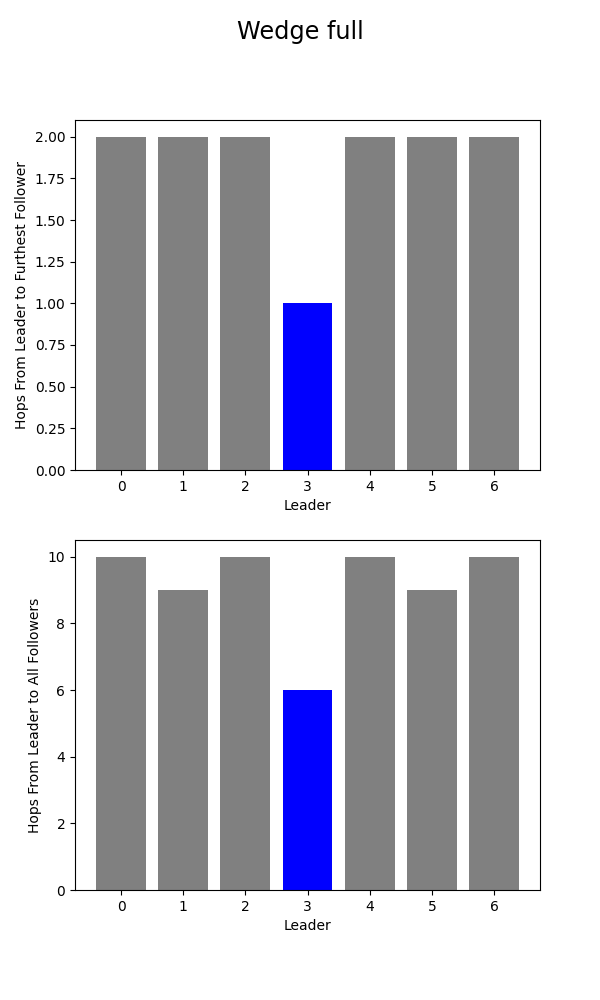 Wedge full
Hops From Leader to Furthest Follower
2.00
1.75
1.50
1.25
1.00
0.75
0.50
0.25
0.00
0 1 2 3 4 5 6
Leader
Hops From Leader to All Followers
10
8
6
4
2
0
0 1 2 3 4 5 6
Leader